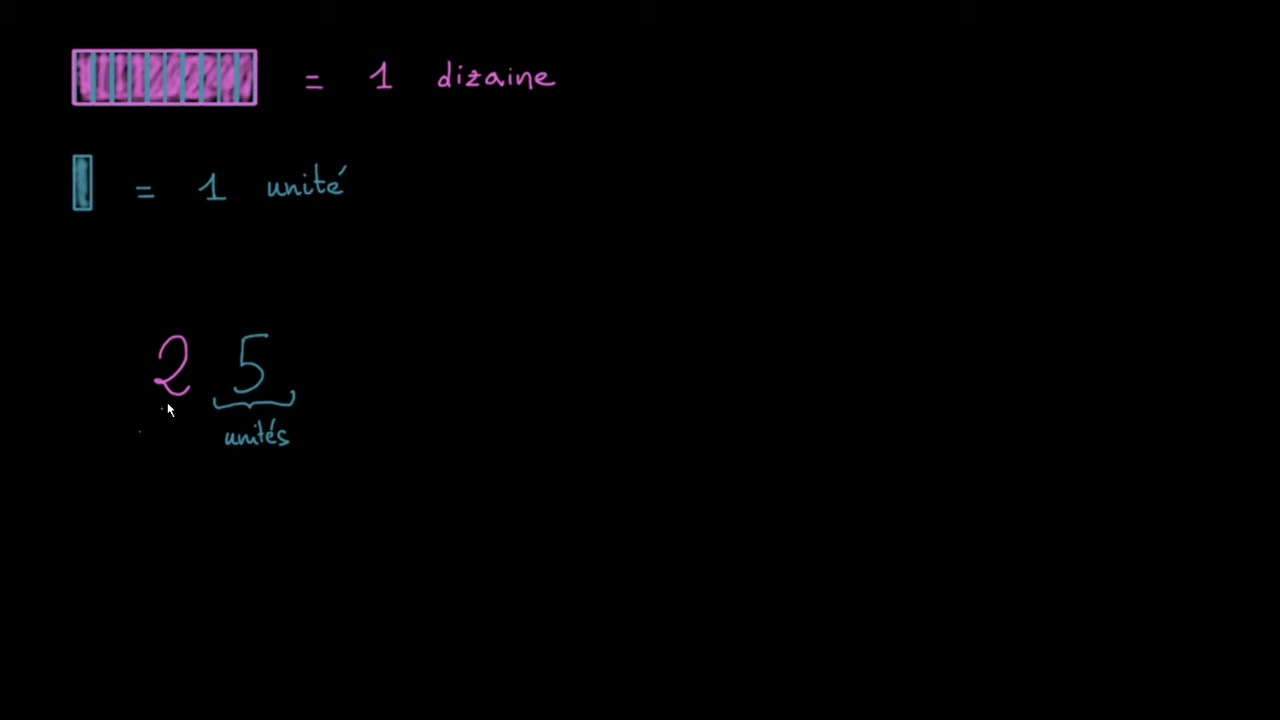 = 1 dizaine
= 1 unité
2 5
unités